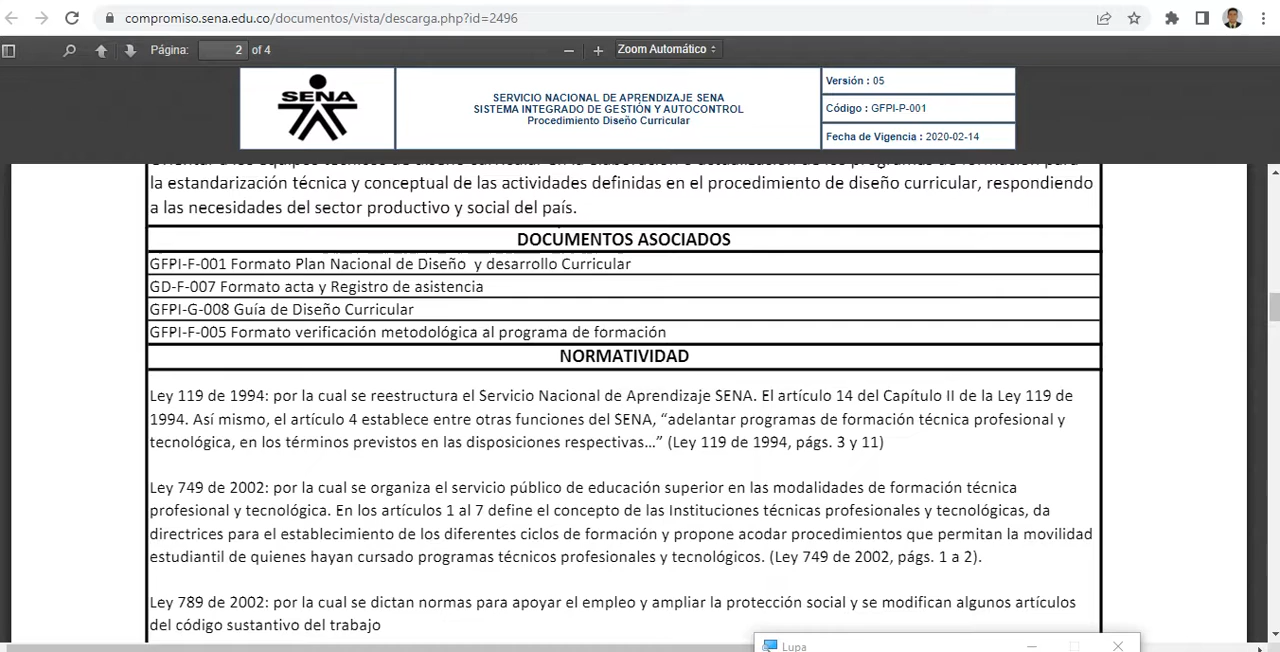 compromiso.sena.edu.co/documentos/vista/descarga.php?id=2496
Página: 2 of 4
Zoom Automático
SENA
SERVICIO NACIONAL DE APRENDIZAJE SENA
SISTEMA INTEGRADO DE GESTIÓN Y AUTOCONTROL
Procedimiento Diseño Curricular
Versión : 05
Código : GFPI-P-001
Fecha de Vigencia : 2020-02-14
la estandarización técnica y conceptual de las actividades definidas en el procedimiento de diseño curricular, respondiendo
a las necesidades del sector productivo y social del país.
DOCUMENTOS ASOCIADOS
GFPI-F-001 Formato Plan Nacional de Diseño y desarrollo Curricular
GD-F-007 Formato acta y Registro de asistencia
GFPI-G-008 Guía de Diseño Curricular
GFPI-F-005 Formato verificación metodológica al programa de formación
NORMATIVIDAD
Ley 119 de 1994: por la cual se reestructura el Servicio Nacional de Aprendizaje SENA. El artículo 14 del Capítulo II de la Ley 119 de
1994. Así mismo, el artículo 4 establece entre otras funciones del SENA, “adelantar programas de formación técnica profesional y
tecnológica, en los términos previstos en las disposiciones respectivas…” (Ley 119 de 1994, págs. 3 y 11)
Ley 749 de 2002: por la cual se organiza el servicio público de educación superior en las modalidades de formación técnica
profesional y tecnológica. En los artículos 1 al 7 define el concepto de las Instituciones técnicas profesionales y tecnológicas, da
directrices para el establecimiento de los diferentes ciclos de formación y propone acodar procedimientos que permitan la movilidad
estudiantil de quienes hayan cursado programas técnicos profesionales y tecnológicos. (Ley 749 de 2002, págs. 1 a 2).
Ley 789 de 2002: por la cual se dictan normas para apoyar el empleo y ampliar la protección social y se modifican algunos artículos
del código sustantivo del trabajo
Lupa